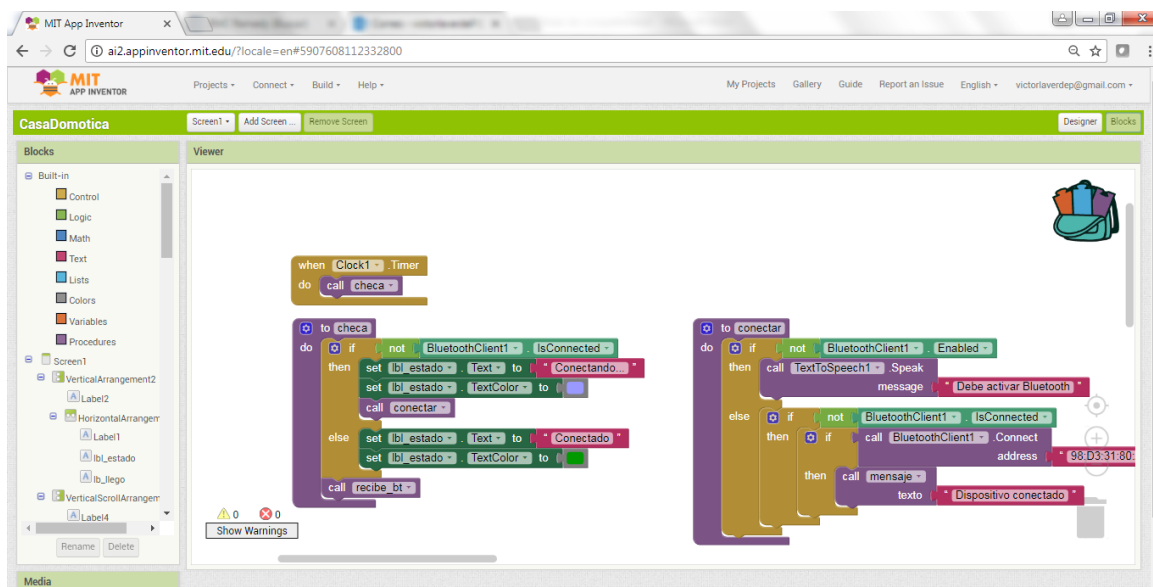 MIT App Inventor
ai2.appinventor.mit.edu/?locale=en#5907608112332800
MIT
APP INVENTOR
Projects
Connect
Build
Help
My Projects
Gallery
Guide
Report an Issue
English
victorlaverdep@gmail.com
CasaDomotica
Screen1
Add Screen ...
Remove Screen
Designer
Blocks
Blocks
Viewer
Built-in
Control
Logic
Math
Text
Lists
Colors
Variables
Procedures
Screen1
VerticalArrangement2
Label2
HorizontalArrangem
Label1
lbl_estado
lb_llego
VerticalScrollArrangem
Label4
Rename
Delete
Media
when Clock1 .Timer
do call checa
to checa
do if not BluetoothClient1 . IsConnected
then set lbl_estado . Text to " Conectando... "
set lbl_estado . TextColor to
call conectar
else set lbl_estado . Text to " Conectado "
set lbl_estado . TextColor to
call recibe_bt
0 0
Show Warnings
to conectar
do if not BluetoothClient1 . Enabled
then call TextToSpeech1 .Speak
message " Debe activar Bluetooth "
else if not BluetoothClient1 . IsConnected
then if call BluetoothClient1 .Connect
address " 98:D3:31:80:
then call mensaje
texto " Dispositivo conectado "